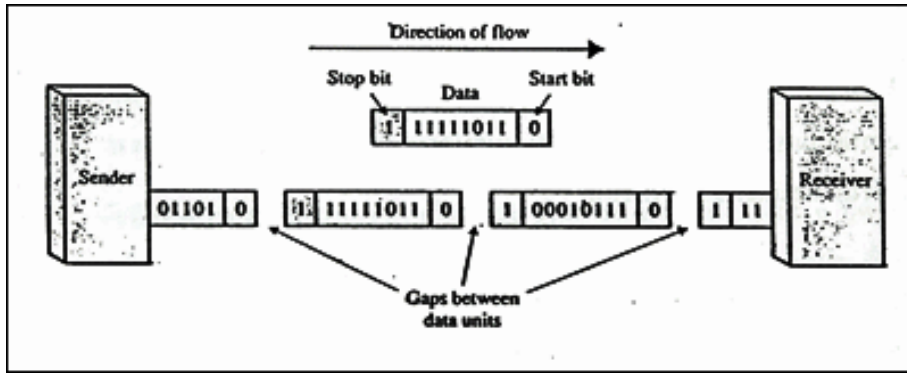 Direction of flow
Stop bit
Data
Start bit
1 11111011 0
Sender
Receiver
01101 0
1 11111011 0
1 00010111 0
1 11
Gaps between
data units